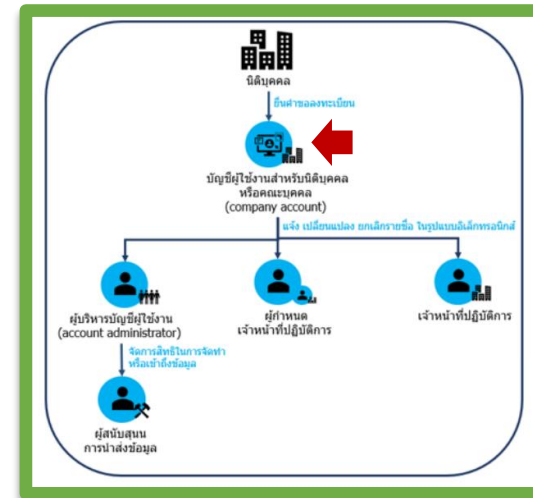 นิติบุคคล
ยื่นคำขอลงทะเบียน
บัญชีผู้ใช้งานสำหรับนิติบุคคล
หรือคณะบุคคล
(company account)
แจ้ง เปลี่ยนแปลง ยกเลิกรายชื่อ ในรูปแบบอิเล็กทรอนิกส์
ผู้บริหารบัญชีผู้ใช้งาน
(account administrator)
ผู้กำหนด
เจ้าหน้าที่ปฏิบัติการ
เจ้าหน้าที่ปฏิบัติการ
จัดการสิทธิในการจัดทำ
หรือเข้าถึงข้อมูล
ผู้สนับสนุน
การนำส่งข้อมูล